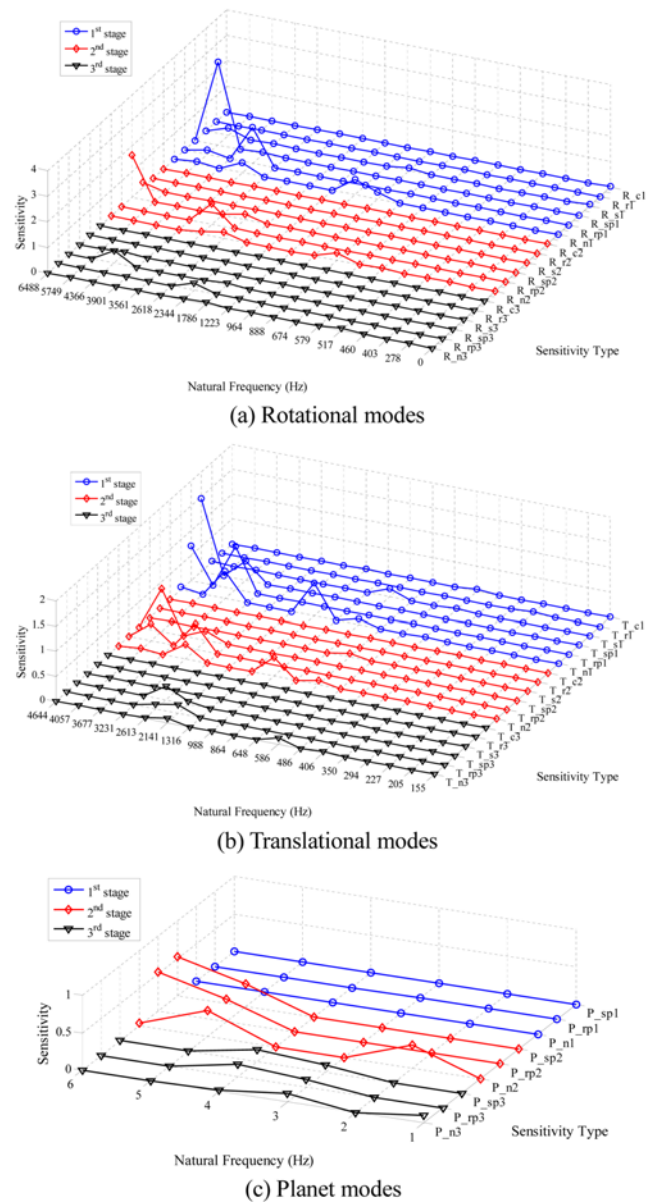 1st stage
2nd stage
3rd stage
Sensitivity
4
3
2
1
0
6488
5749
4366
3901
3561
2618
2344
1786
1223
964
888
674
579
517
460
403
278
0
R_c1
R_r1
R_s1
R_sp1
R_rp1
R_n1
R_c2
R_r2
R_s2
R_sp2
R_rp2
R_n2
R_c3
R_r3
R_s3
R_sp3
R_rp3
R_n3
Sensitivity Type
Natural Frequency (Hz)
(a) Rotational modes
1st stage
2nd stage
3rd stage
Sensitivity
2
1.5
1
0.5
0
4644
4057
3677
3231
2613
2141
1316
988
864
648
586
486
406
350
294
227
205
155
T_c1
T_r1
T_s1
T_sp1
T_rp1
T_n1
T_c2
T_r2
T_s2
T_sp2
T_rp2
T_n2
T_c3
T_r3
T_s3
T_sp3
T_rp3
T_n3
Sensitivity Type
Natural Frequency (Hz)
(b) Translational modes
1st stage
2nd stage
3rd stage
Sensitivity
1
0.5
0
6
5
4
3
2
1
P_sp1
P_rp1
P_n1
P_sp2
P_rp2
P_n2
P_sp3
P_rp3
P_n3
Sensitivity Type
Natural Frequency (Hz)
(c) Planet modes